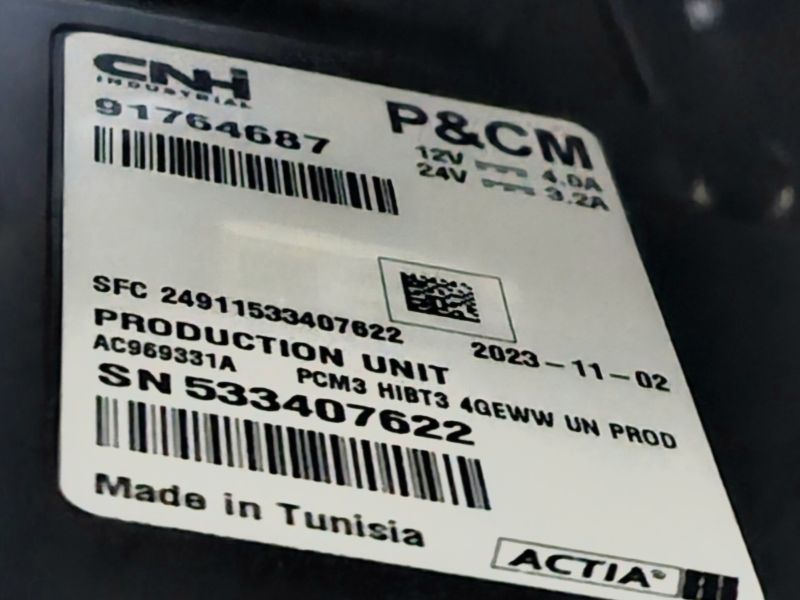 CNH
INDUSTRIAL
91764687
P&CM
12V 4.0A
24V 3.2A
SFC 24911533407622
2023-11-02
PRODUCTION UNIT
AC969331A PCM3 HIBT3 4GEWW UN PROD
SN 533407622
Made in Tunisia
ACTIA®